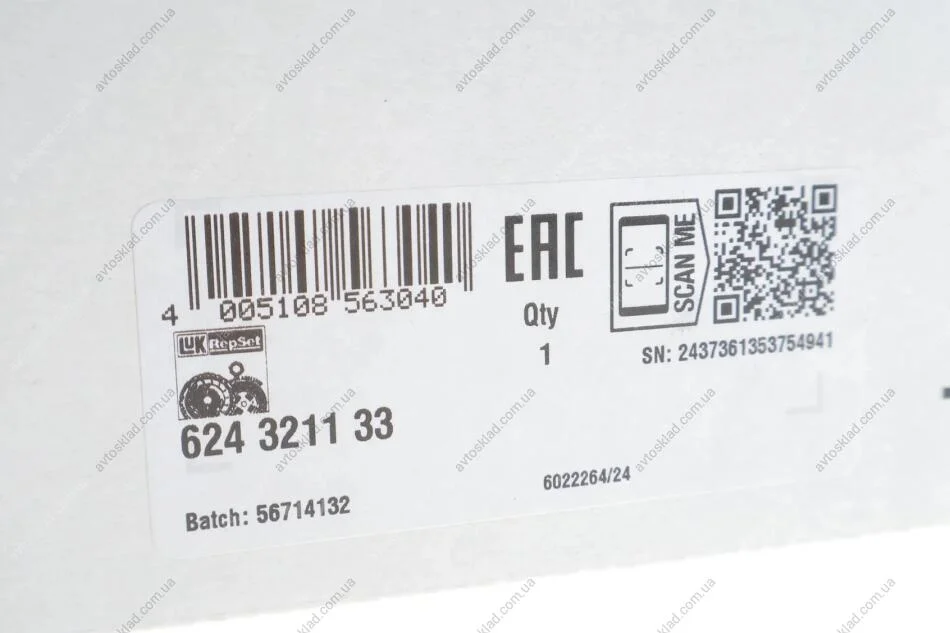 4 005108 563040
EAC
SCAN ME
Qty
1
SN: 2437361353754941
LUK RepSet
624 3211 33
6022264/24
Batch: 56714132
avtosklad.com.ua